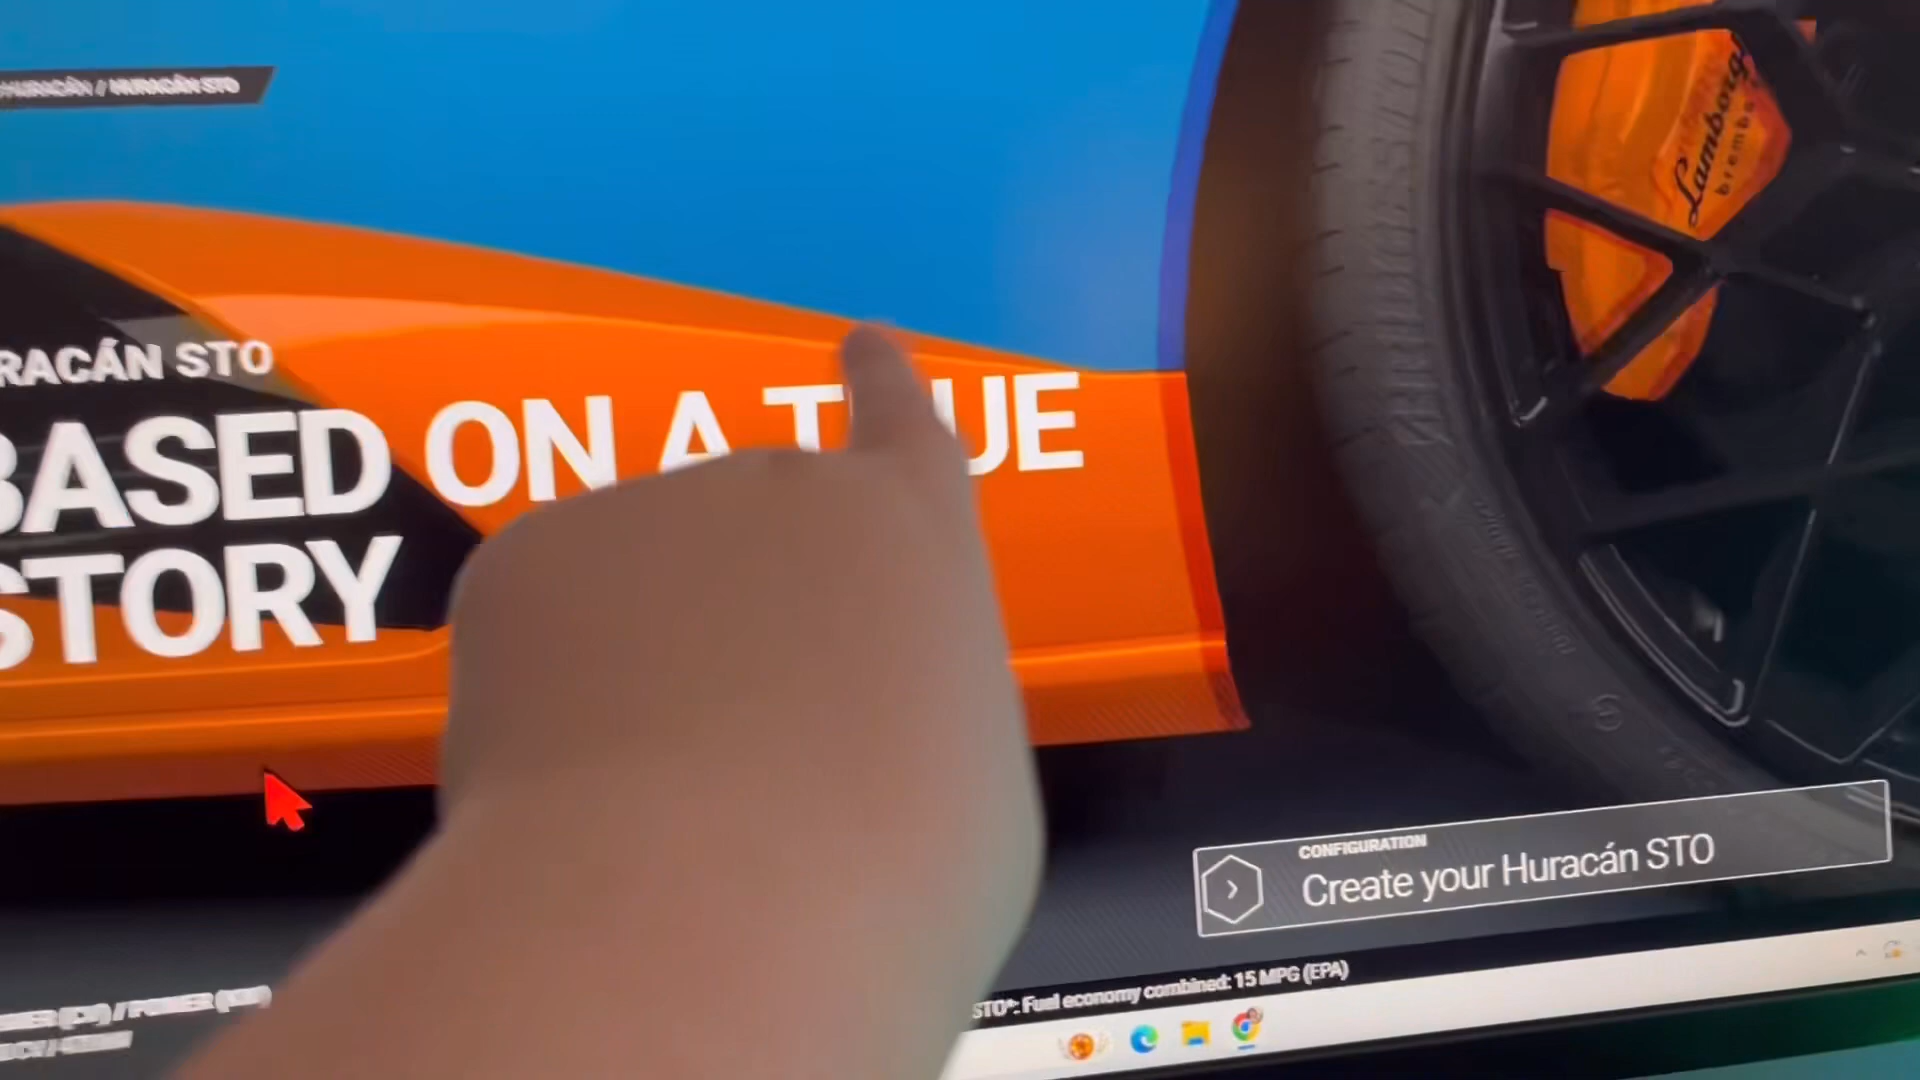 HURACÁN / HURACÁN STO
RACÁN STO
BASED ON A T UE
STORY
Lamborg
brembo
CONFIGURATION
Create your Huracán STO
STO*: Fuel economy combined: 15 MPG (EPA)